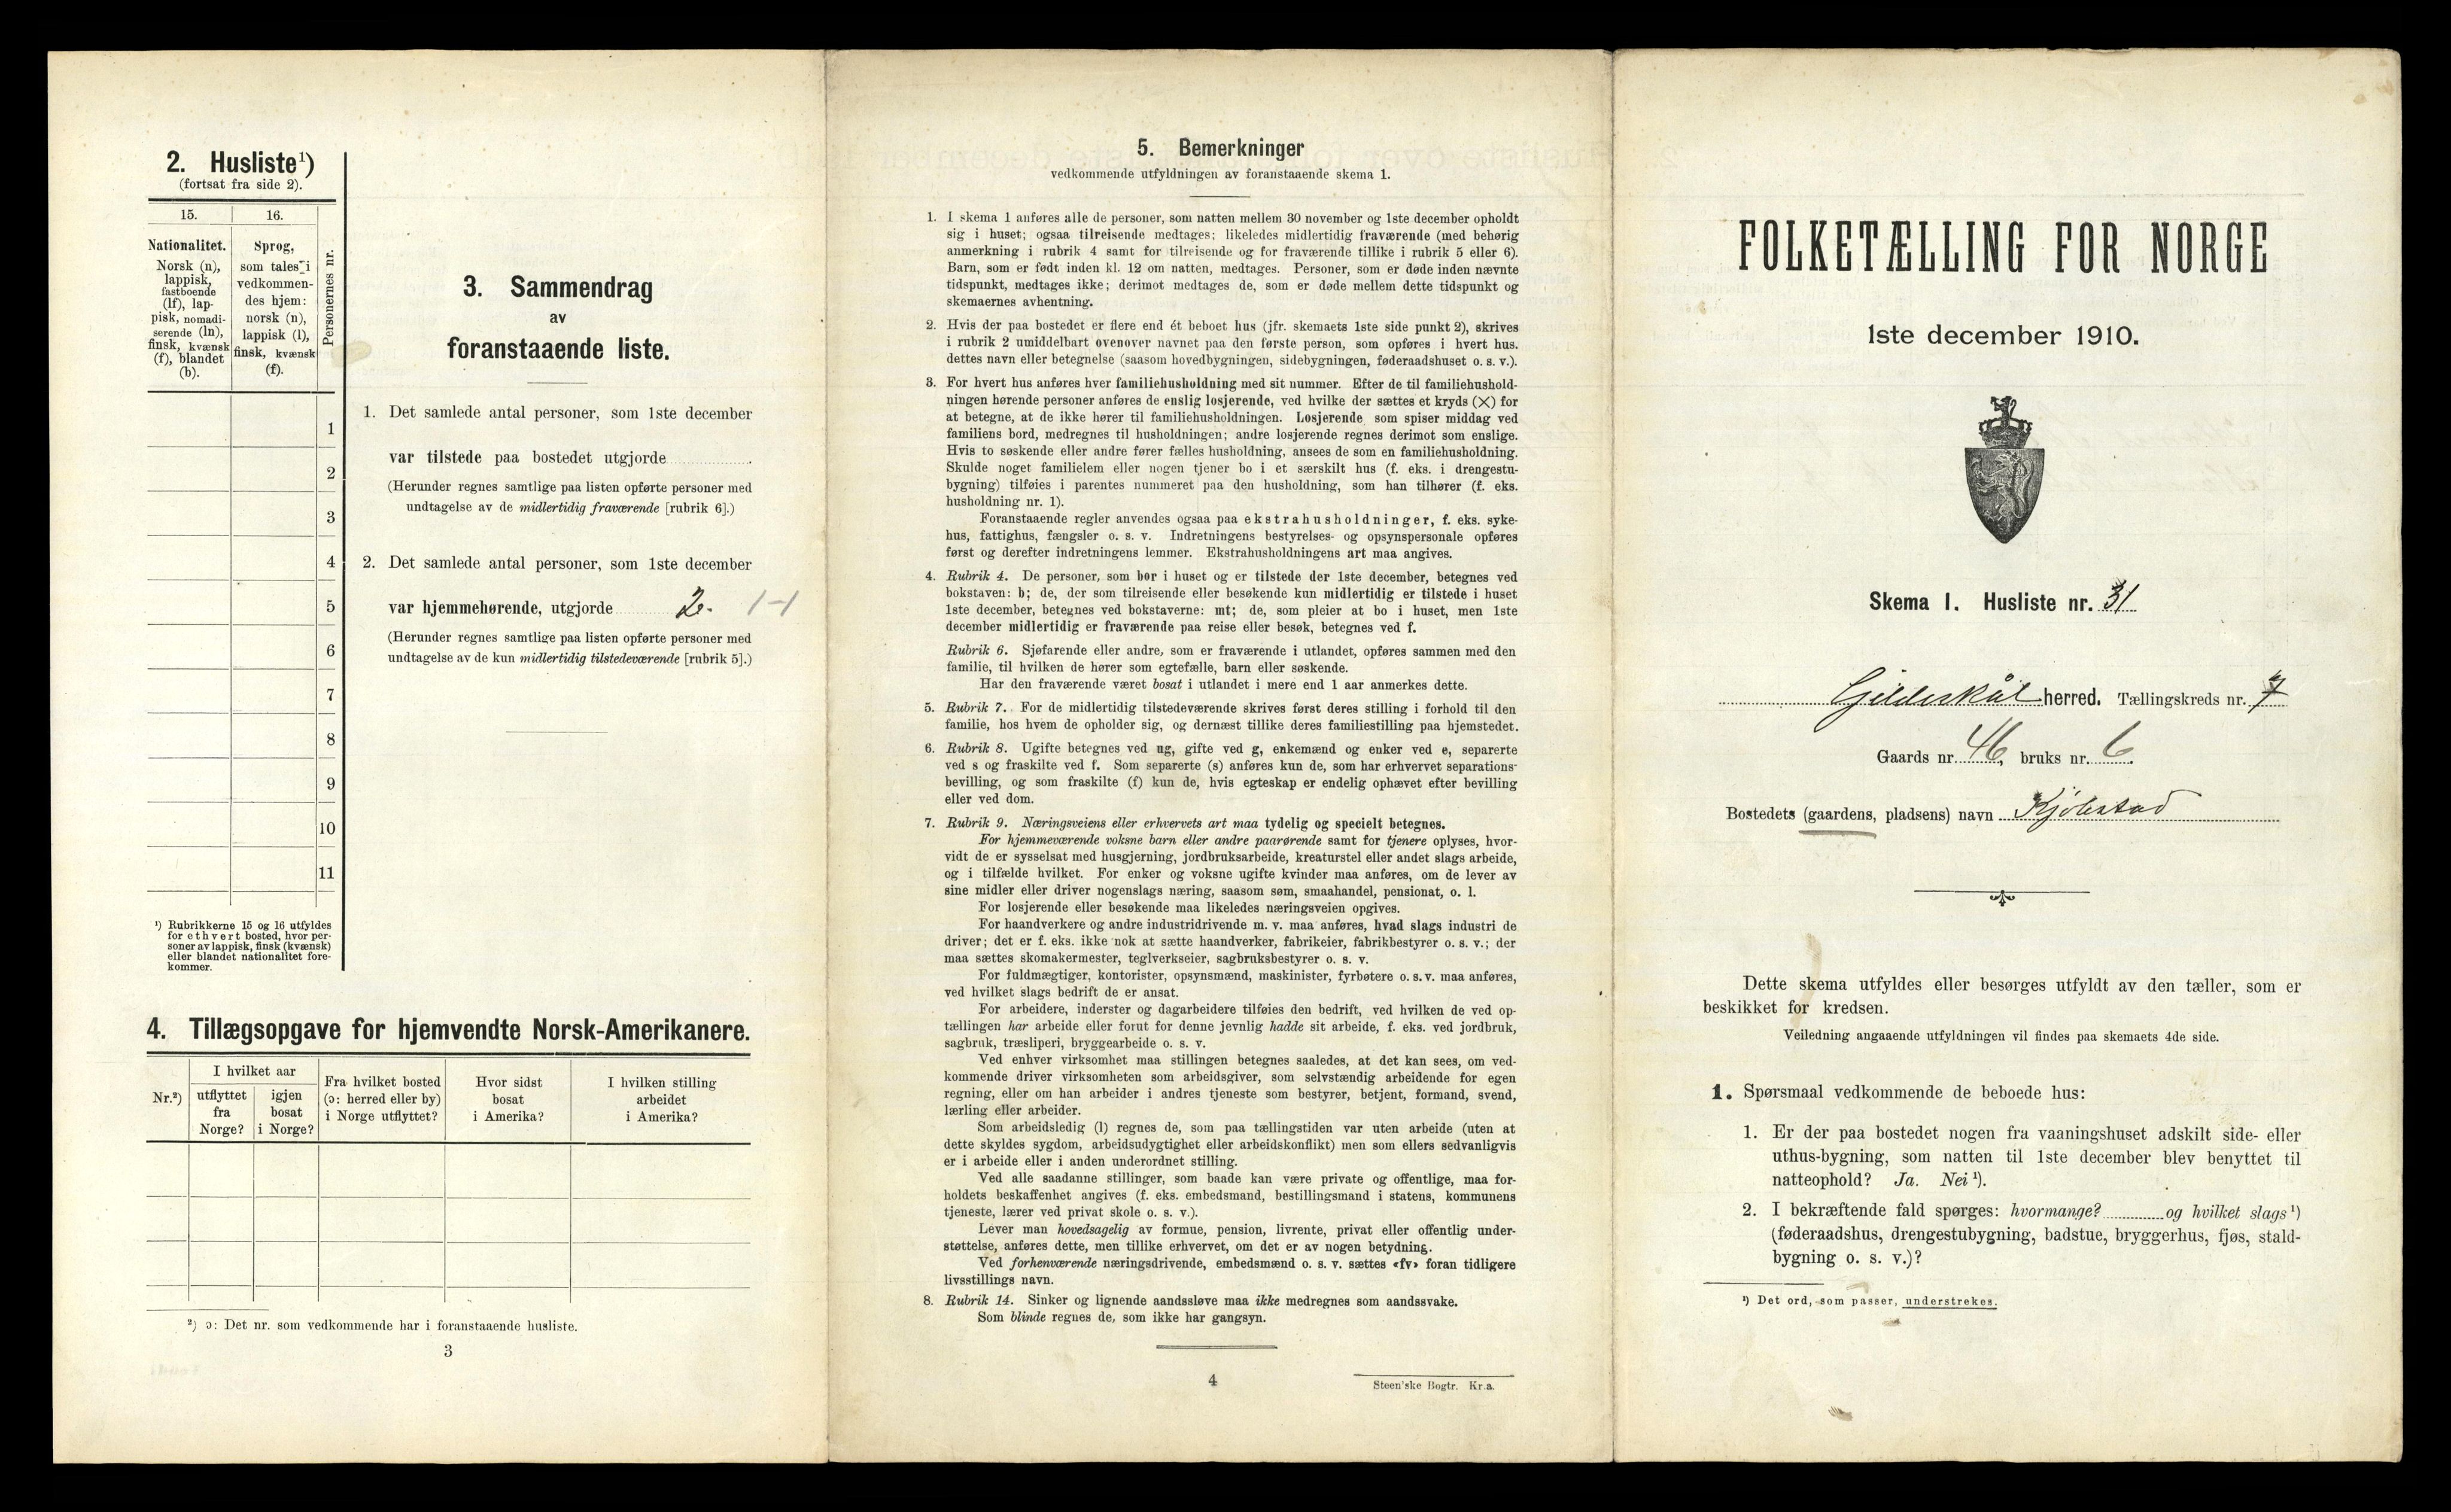 2. Husliste¹)
(fortsat fra side 2).
15.
16.
Personernes nr.
Nationalitet.
Norsk (n),
lappisk,
fastboende
(lf), lap-
pisk, nomadi-
serende (ln),
finsk, kvænsk
(f), blandet
(b).
Sprog,
som tales i
vedkommen-
des hjem:
norsk (n),
lappisk (l),
finsk, kvænsk
(f).
1
2
3
4
5
6
7
8
9
10
11
¹) Rubrikkerne 15 og 16 utfyldes
for ethvert bosted, hvor per-
soner av lappisk, finsk (kvænsk)
eller blandet nationalitet fore-
kommer.
3. Sammendrag
av
foranstaaende liste.
1. Det samlede antal personer, som 1ste december
var tilstede paa bostedet utgjorde
(Herunder regnes samtlige paa listen opførte personer med
undtagelse av de midlertidig fraværende [rubrik 6].)
2. Det samlede antal personer, som 1ste december
var hjemmehørende, utgjorde 2. 1-1
(Herunder regnes samtlige paa listen opførte personer med
undtagelse av de kun midlertidig tilstedeværende [rubrik 5].)
4. Tillægsopgave for hjemvendte Norsk-Amerikanere.
Nr.²)
I hvilket aar
utflyttet
fra
Norge?
igjen
bosat
i Norge?
Fra hvilket bosted
(ɔ: herred eller by)
i Norge utflyttet?
Hvor sidst
bosat
i Amerika?
I hvilken stilling
arbeidet
i Amerika?
²) ɔ: Det nr. som vedkommende har i foranstaaende husliste.
3
5. Bemerkninger
vedkommende utfyldningen av foranstaaende skema 1.
1. I skema 1 anføres alle de personer, som natten mellem 30 november og 1ste december opholdt
sig i huset; ogsaa tilreisende medtages; likeledes midlertidig fraværende (med behørig
anmerkning i rubrik 4 samt for tilreisende og for fraværende tillike i rubrik 5 eller 6).
Barn, som er født inden kl. 12 om natten, medtages. Personer, som er døde inden nævnte
tidspunkt, medtages ikke; derimot medtages de, som er døde mellem dette tidspunkt og
skemaernes avhentning.
2. Hvis der paa bostedet er flere end ét beboet hus (jfr. skemaets 1ste side punkt 2), skrives
i rubrik 2 umiddelbart ovenover navnet paa den første person, som opføres i hvert hus.
dettes navn eller betegnelse (saasom hovedbygningen, sidebygningen, føderaadshuset o. s. v.).
3. For hvert hus anføres hver familiehusholdning med sit nummer. Efter de til familiehushold-
ningen hørende personer anføres de enslig losjerende, ved hvilke der sættes et kryds (×) for
at betegne, at de ikke hører til familiehusholdningen. Losjerende som spiser middag ved
familiens bord, medregnes til husholdningen; andre losjerende regnes derimot som enslige.
Hvis to søskende eller andre fører fælles husholdning, ansees de som en familiehusholdning.
Skulde noget familielem eller nogen tjener bo i et særskilt hus (f. eks. i drengestu-
bygning) tilføies i parentes nummeret paa den husholdning, som han tilhører (f. eks.
husholdning nr. 1).
Foranstaaende regler anvendes ogsaa paa ekstrahusholdninger, f. eks. syke-
hus, fattighus, fængsler o. s. v. Indretningens bestyrelses- og opsynspersonale opføres
først og derefter indretningens lemmer. Ekstrahusholdningens art maa angives.
4. Rubrik 4. De personer, som bor i huset og er tilstede der 1ste december, betegnes ved
bokstaven: b; de, der som tilreisende eller besøkende kun midlertidig er tilstede i huset
1ste december, betegnes ved bokstaverne: mt; de, som pleier at bo i huset, men 1ste
december midlertidig er fraværende paa reise eller besøk, betegnes ved f.
Rubrik 6. Sjøfarende eller andre, som er fraværende i utlandet, opføres sammen med den
familie, til hvilken de hører som egtefælle, barn eller søskende.
Har den fraværende været bosat i utlandet i mere end 1 aar anmerkes dette.
5. Rubrik 7. For de midlertidig tilstedeværende skrives først deres stilling i forhold til den
familie, hos hvem de opholder sig, og dernæst tillike deres familiestilling paa hjemstedet.
6. Rubrik 8. Ugifte betegnes ved ug, gifte ved g, enkemænd og enker ved e, separerte
ved s og fraskilte ved f. Som separerte (s) anføres kun de, som har erhvervet separations-
bevilling, og som fraskilte (f) kun de, hvis egteskap er endelig ophævet efter bevilling
eller ved dom.
7. Rubrik 9. Næringsveiens eller erhvervets art maa tydelig og specielt betegnes.
For hjemmeværende voksne barn eller andre paarørende samt for tjenere oplyses, hvor-
vidt de er sysselsat med husgjerning, jordbruksarbeide, kreaturstel eller andet slags arbeide,
og i tilfælde hvilket. For enker og voksne ugifte kvinder maa anføres, om de lever av
sine midler eller driver nogenslags næring, saasom søm, smaahandel, pensionat, o. l.
For losjerende eller besøkende maa likeledes næringsveien opgives.
For haandverkere og andre industridrivende m. v. maa anføres, hvad slags industri de
driver; det er f. eks. ikke nok at sætte haandverker, fabrikeier, fabrikbestyrer o. s. v.; der
maa sættes skomakermester, teglverkseier, sagbruksbestyrer o. s. v.
For fuldmægtiger, kontorister, opsynsmænd, maskinister, fyrbøtere o. s. v. maa anføres,
ved hvilket slags bedrift de er ansat.
For arbeidere, inderster og dagarbeidere tilføies den bedrift, ved hvilken de ved op-
tællingen har arbeide eller forut for denne jevnlig hadde sit arbeide, f. eks. ved jordbruk,
sagbruk, træsliperi, bryggearbeide o. s. v.
Ved enhver virksomhet maa stillingen betegnes saaledes, at det kan sees, om ved-
kommende driver virksomheten som arbeidsgiver, som selvstændig arbeidende for egen
regning, eller om han arbeider i andres tjeneste som bestyrer, betjent, formand, svend,
lærling eller arbeider.
Som arbeidsledig (l) regnes de, som paa tællingstiden var uten arbeide (uten at
dette skyldes sygdom, arbeidsudygtighet eller arbeidskonflikt) men som ellers sedvanligvis
er i arbeide eller i anden underordnet stilling.
Ved alle saadanne stillinger, som baade kan være private og offentlige, maa for-
holdets beskaffenhet angives (f. eks. embedsmand, bestillingsmand i statens, kommunens
tjeneste, lærer ved privat skole o. s. v.).
Lever man hovedsagelig av formue, pension, livrente, privat eller offentlig under-
støttelse, anføres dette, men tillike erhvervet, om det er av nogen betydning.
Ved forhenværende næringsdrivende, embedsmænd o. s. v. sættes «fv» foran tidligere
livsstillings navn.
8. Rubrik 14. Sinker og lignende aandssløve maa ikke medregnes som aandssvake.
Som blinde regnes de, som ikke har gangsyn.
4
Steen'ske Bogtr. Kr.a.
FOLKETÆLLING FOR NORGE
1ste december 1910.
Skema 1. Husliste nr. 31
Gjildeskål herred. Tællingskreds nr. 7
Gaards nr. 46, bruks nr. 6.
Bostedets (gaardens, pladsens) navn Kjølestad
Dette skema utfyldes eller besørges utfyldt av den tæller, som er
beskikket for kredsen.
Veiledning angaaende utfyldningen vil findes paa skemaets 4de side.
1. Spørsmaal vedkommende de beboede hus:
1. Er der paa bostedet nogen fra vaaningshuset adskilt side- eller
uthus-bygning, som natten til 1ste december blev benyttet til
natteophold? Ja. Nei ¹).
2. I bekræftende fald spørges: hvormange? og hvilket slags ¹)
(føderaadshus, drengestubygning, badstue, bryggerhus, fjøs, stald-
bygning o. s. v.)?
¹) Det ord, som passer, understrekes.